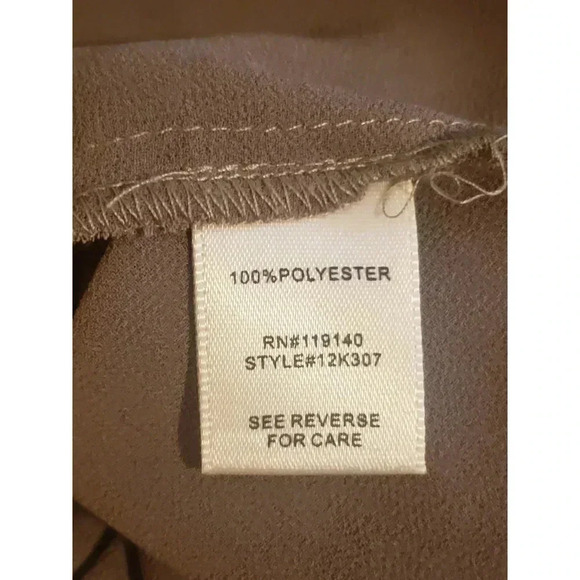 100%POLYESTER
RN#119140
STYLE#12K307
SEE REVERSE
FOR CARE